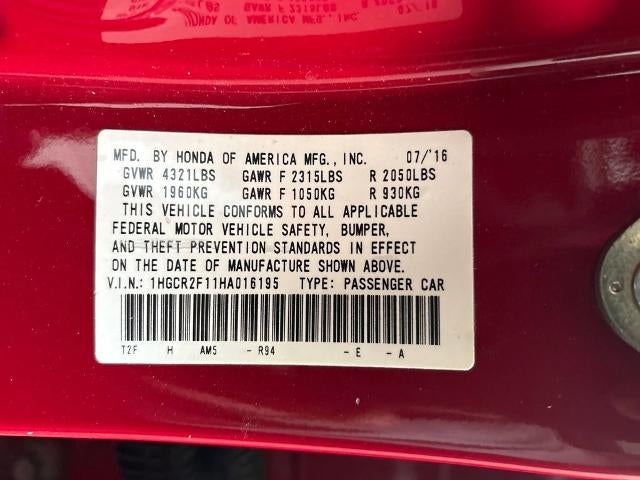 MFD. BY HONDA OF AMERICA MFG., INC. 07/'16
GVWR 4321LBS GAWR F 2315LBS R 2050LBS
GVWR 1960KG GAWR F 1050KG R 930KG
THIS VEHICLE CONFORMS TO ALL APPLICABLE
FEDERAL MOTOR VEHICLE SAFETY, BUMPER,
AND THEFT PREVENTION STANDARDS IN EFFECT
ON THE DATE OF MANUFACTURE SHOWN ABOVE.
V.I.N.: 1HGCR2F11HA016195 TYPE: PASSENGER CAR
T2F H AM5 - R94 - E - A